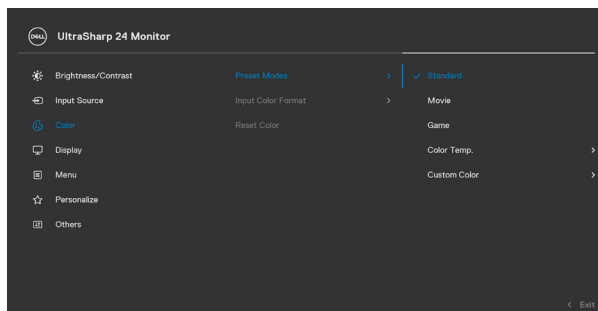 DELL UltraSharp 24 Monitor
Brightness/Contrast Preset Modes > ✓ Standard
Input Source Input Color Format > Movie
Color Reset Color Game
Display Color Temp. >
Menu Custom Color >
Personalize
Others
< Exit